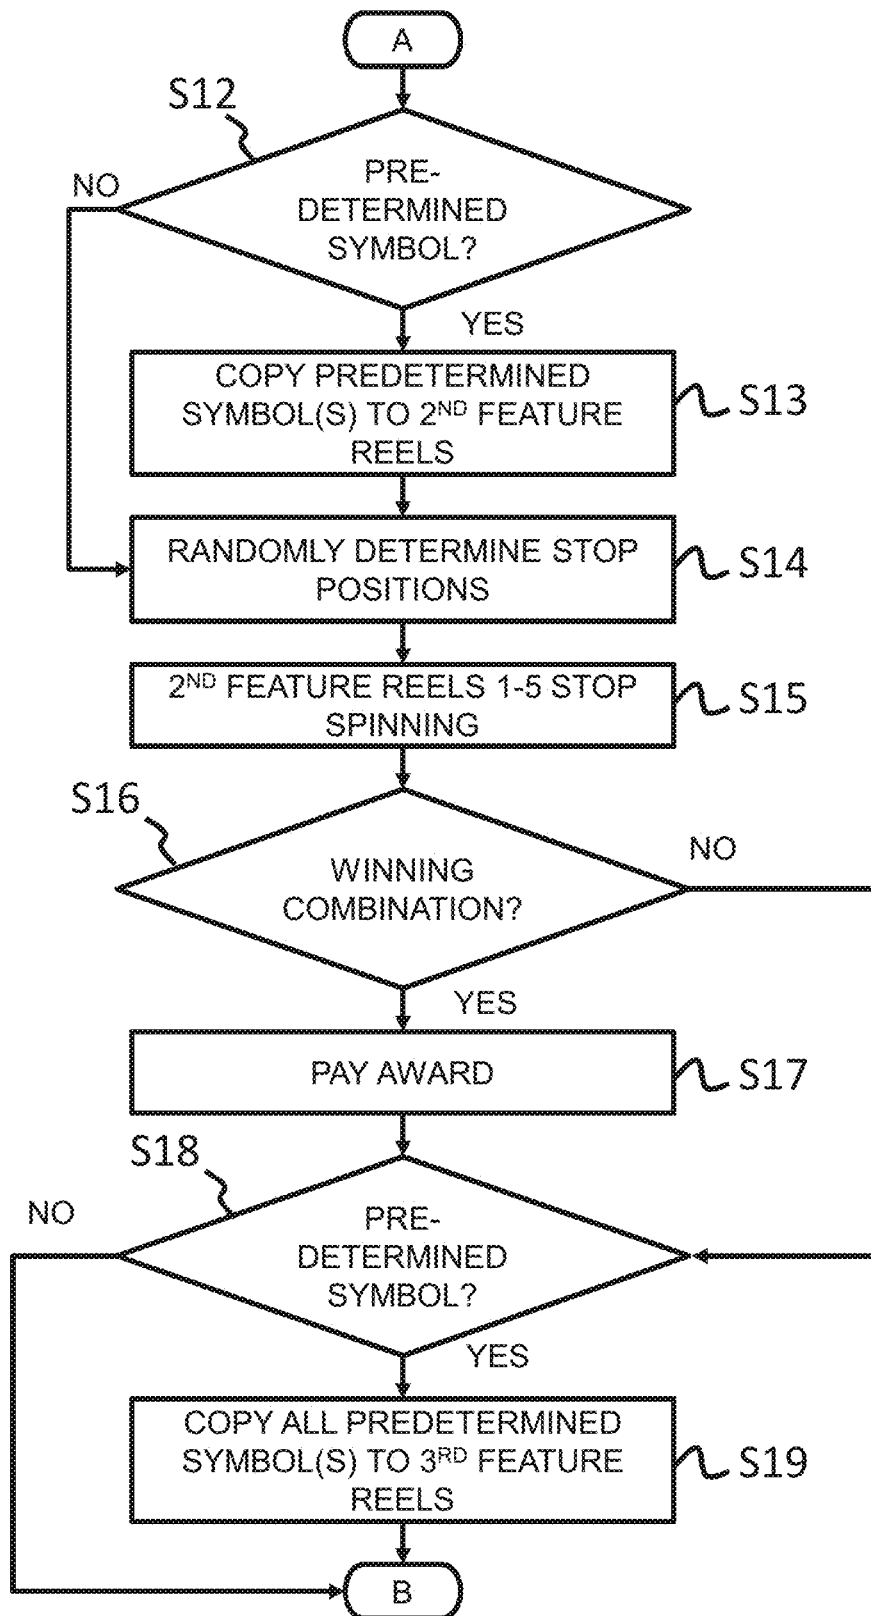 A
S12
PRE-
DETERMINED
SYMBOL?
NO
YES
COPY PREDETERMINED
SYMBOL(S) TO 2ND FEATURE
REELS
S13
RANDOMLY DETERMINE STOP
POSITIONS
S14
2ND FEATURE REELS 1-5 STOP
SPINNING
S15
S16
WINNING
COMBINATION?
NO
YES
PAY AWARD
S17
S18
NO
PRE-
DETERMINED
SYMBOL?
YES
COPY ALL PREDETERMINED
SYMBOL(S) TO 3RD FEATURE
REELS
S19
B